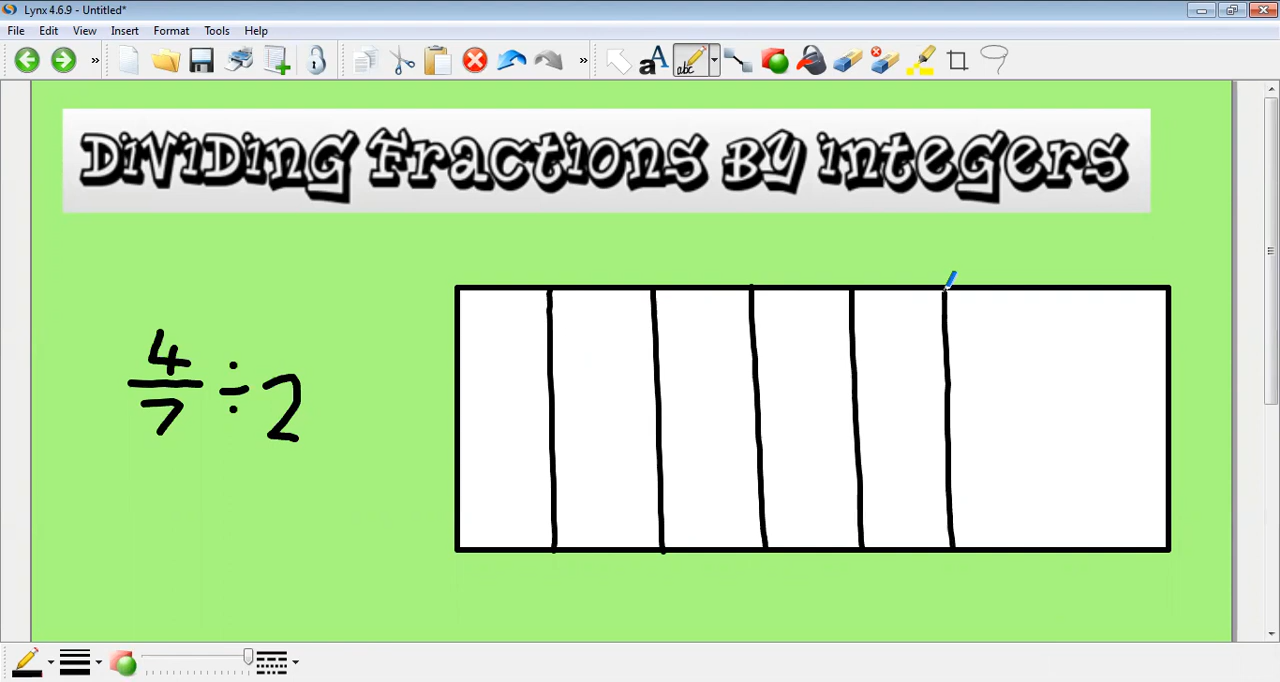 Lynx 4.6.9 - Untitled*
File Edit View Insert Format Tools Help
» » A abc
DiViDing Fractions By integers
4/7 ÷ 2